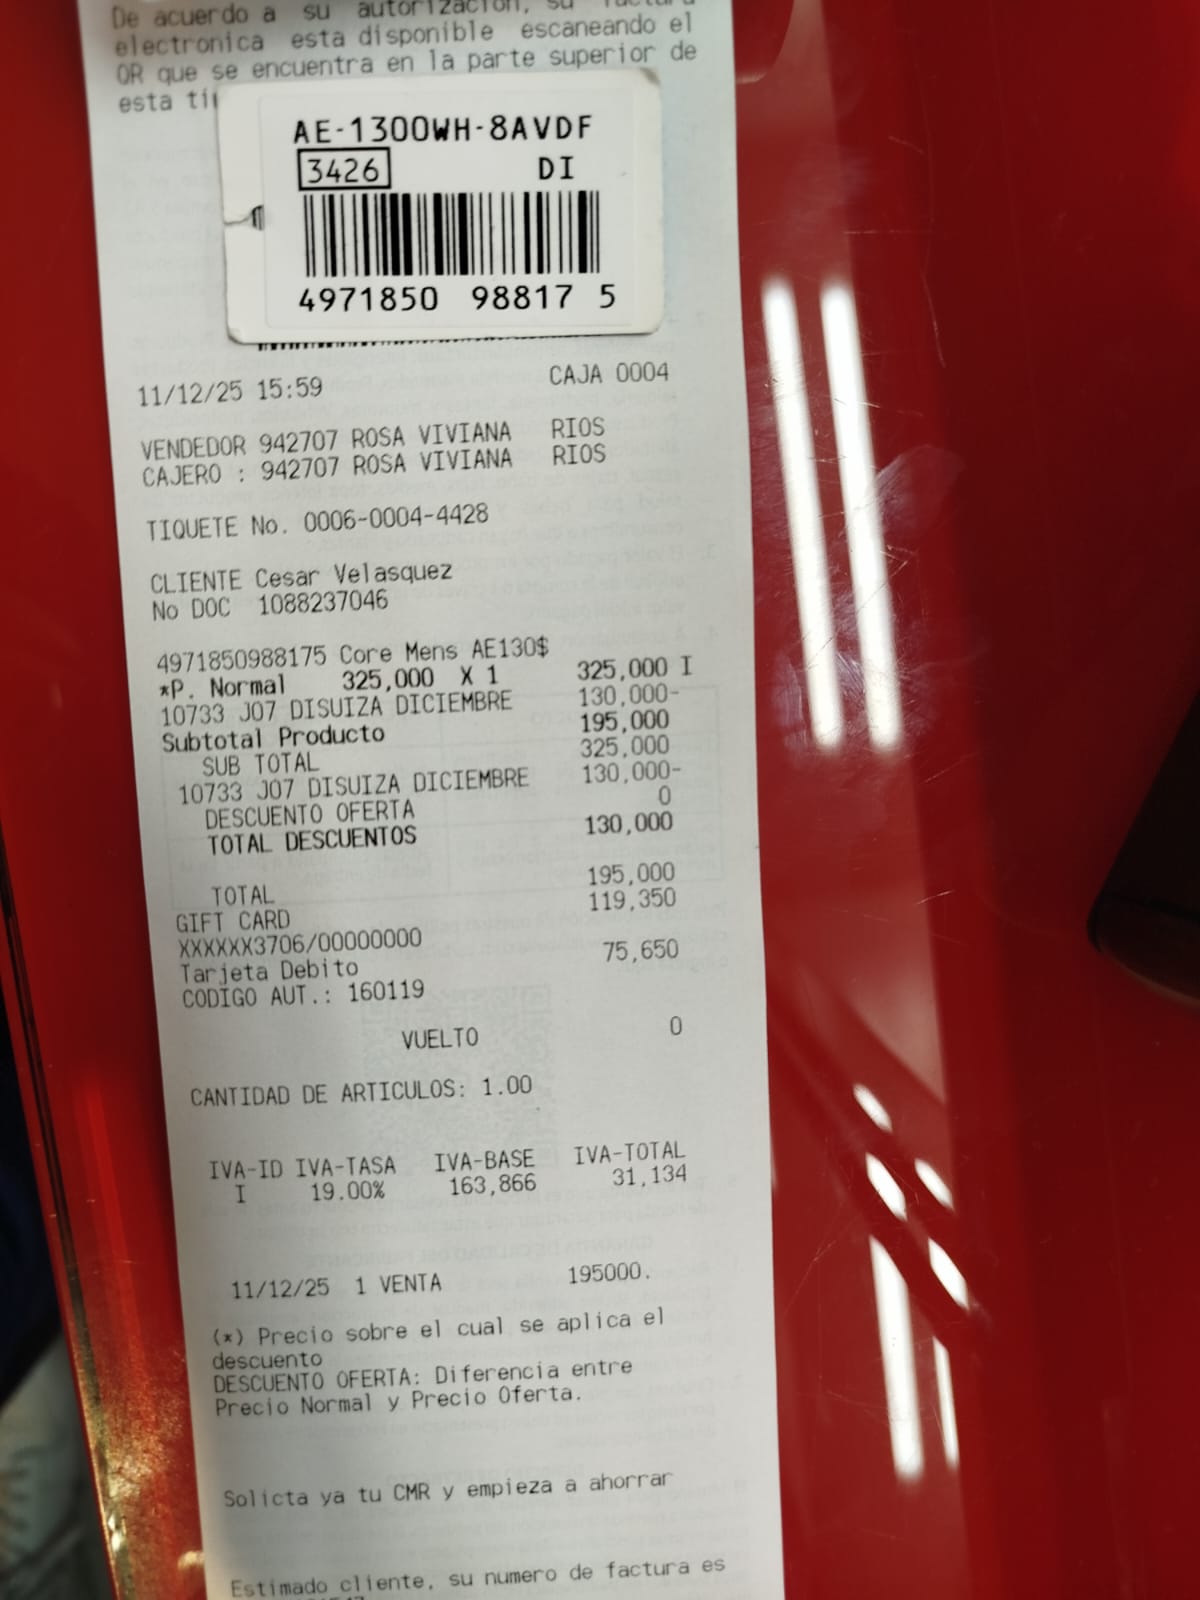 De acuerdo a su autorización, su factura
electronica esta disponible escaneando el
QR que se encuentra en la parte superior de
esta
AE-1300WH-8AVDF
3426 DI
4971850 98817 5
11/12/25 15:59 CAJA 0004
VENDEDOR 942707 ROSA VIVIANA RIOS
CAJERO : 942707 ROSA VIVIANA RIOS
TIQUETE No. 0006-0004-4428
CLIENTE Cesar Velasquez
No DOC 1088237046
4971850988175 Core Mens AE130$
*P. Normal 325,000 X 1 325,000 I
10733 J07 DISUIZA DICIEMBRE 130,000-
Subtotal Producto 195,000
SUB TOTAL 325,000
10733 J07 DISUIZA DICIEMBRE 130,000-
DESCUENTO OFERTA 0
TOTAL DESCUENTOS 130,000
TOTAL 195,000
GIFT CARD 119,350
XXXXXX3706/00000000
Tarjeta Debito 75,650
CODIGO AUT.: 160119
VUELTO 0
CANTIDAD DE ARTICULOS: 1.00
IVA-ID IVA-TASA IVA-BASE IVA-TOTAL
I 19.00% 163,866 31,134
11/12/25 1 VENTA 195000.
(*) Precio sobre el cual se aplica el
descuento
DESCUENTO OFERTA: Diferencia entre
Precio Normal y Precio Oferta.
Solicta ya tu CMR y empieza a ahorrar
Estimado cliente, su numero de factura es